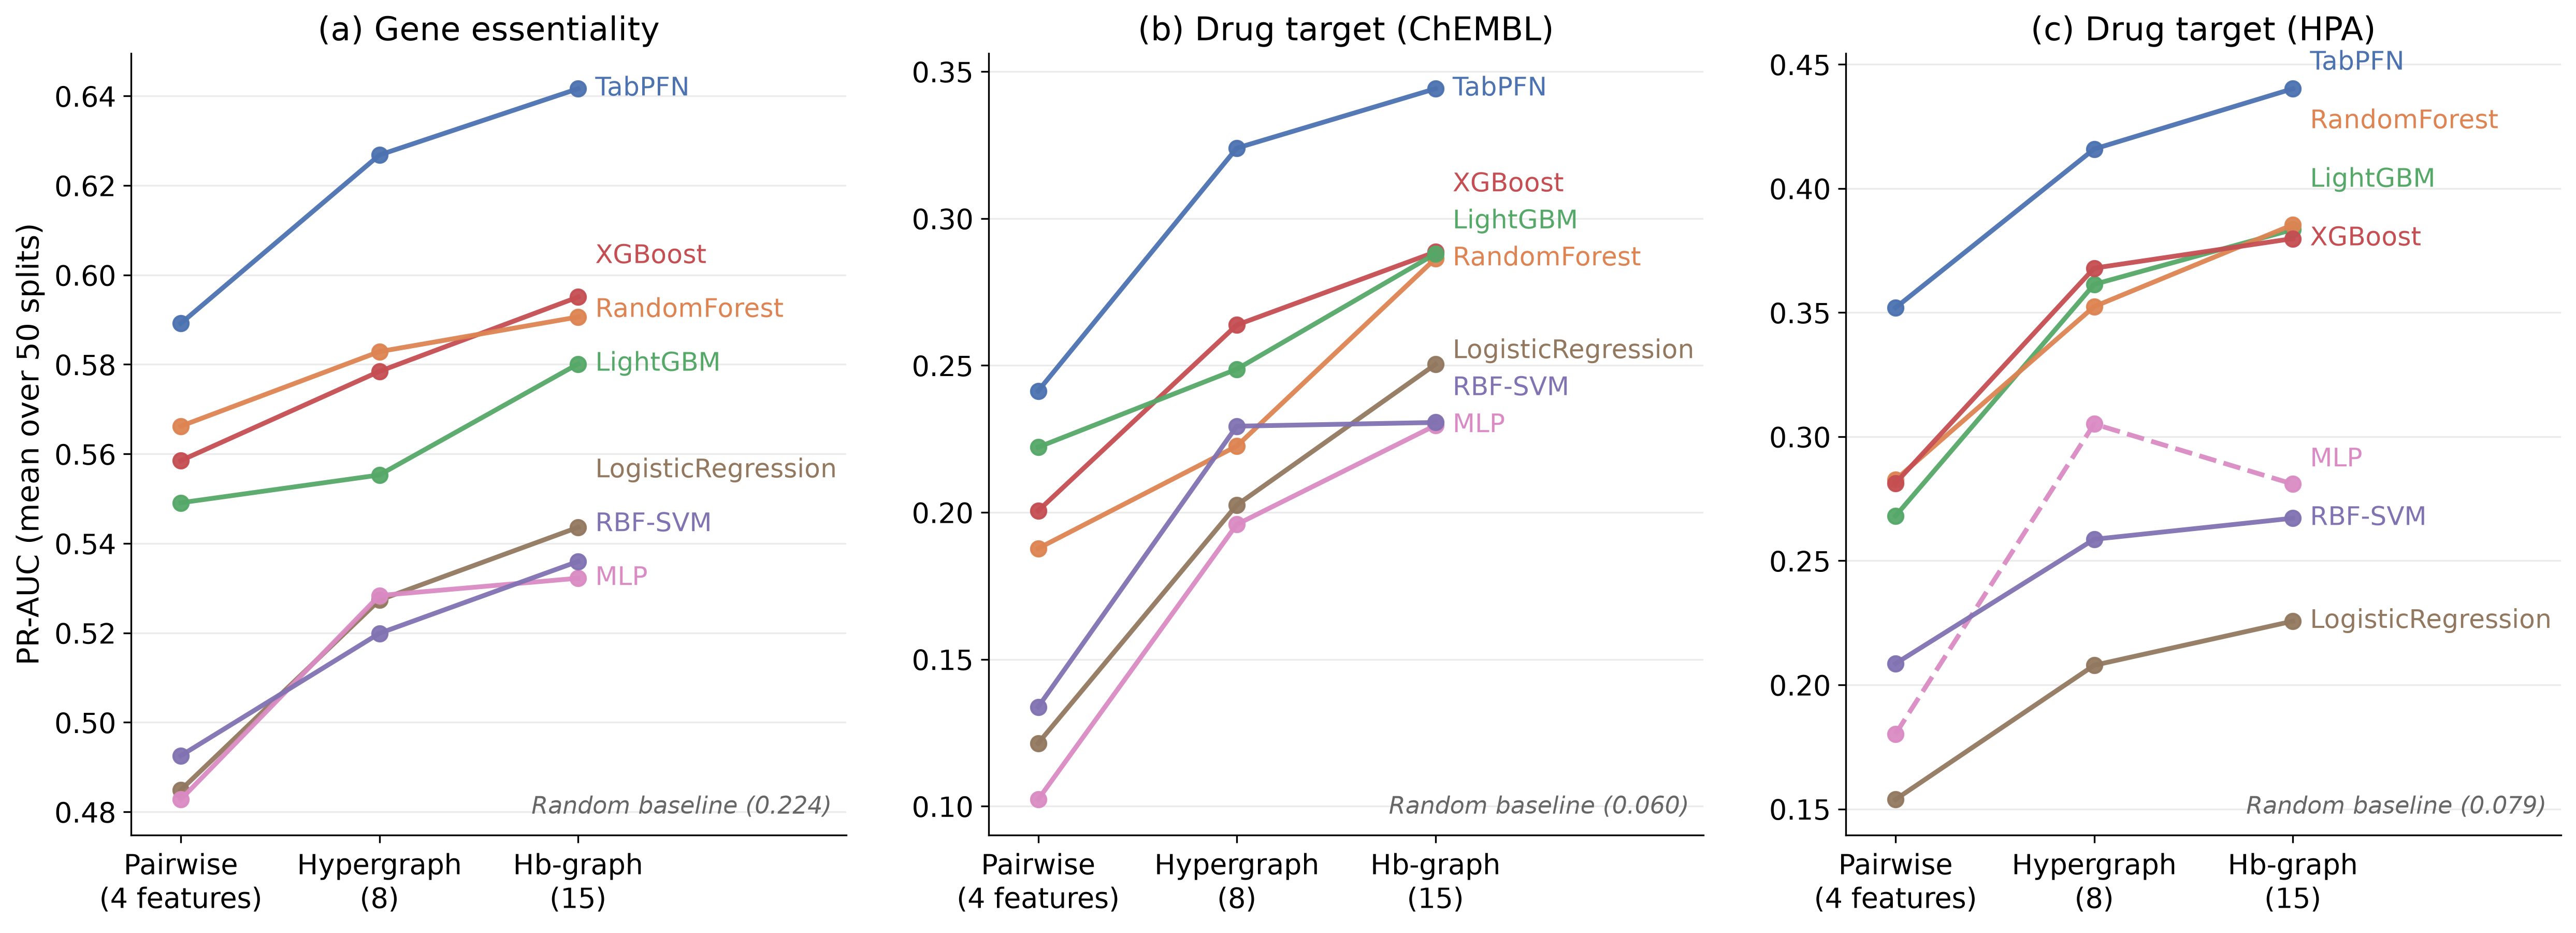 (a) Gene essentiality
PR-AUC (mean over 50 splits)
0.64
0.62
0.60
0.58
0.56
0.54
0.52
0.50
0.48
TabPFN
XGBoost
RandomForest
LightGBM
LogisticRegression
RBF-SVM
MLP
Random baseline (0.224)
Pairwise
(4 features)
Hypergraph
(8)
Hb-graph
(15)
(b) Drug target (ChEMBL)
0.35
0.30
0.25
0.20
0.15
0.10
TabPFN
XGBoost
LightGBM
RandomForest
LogisticRegression
RBF-SVM
MLP
Random baseline (0.060)
Pairwise
(4 features)
Hypergraph
(8)
Hb-graph
(15)
(c) Drug target (HPA)
0.45
0.40
0.35
0.30
0.25
0.20
0.15
TabPFN
RandomForest
LightGBM
XGBoost
MLP
RBF-SVM
LogisticRegression
Random baseline (0.079)
Pairwise
(4 features)
Hypergraph
(8)
Hb-graph
(15)